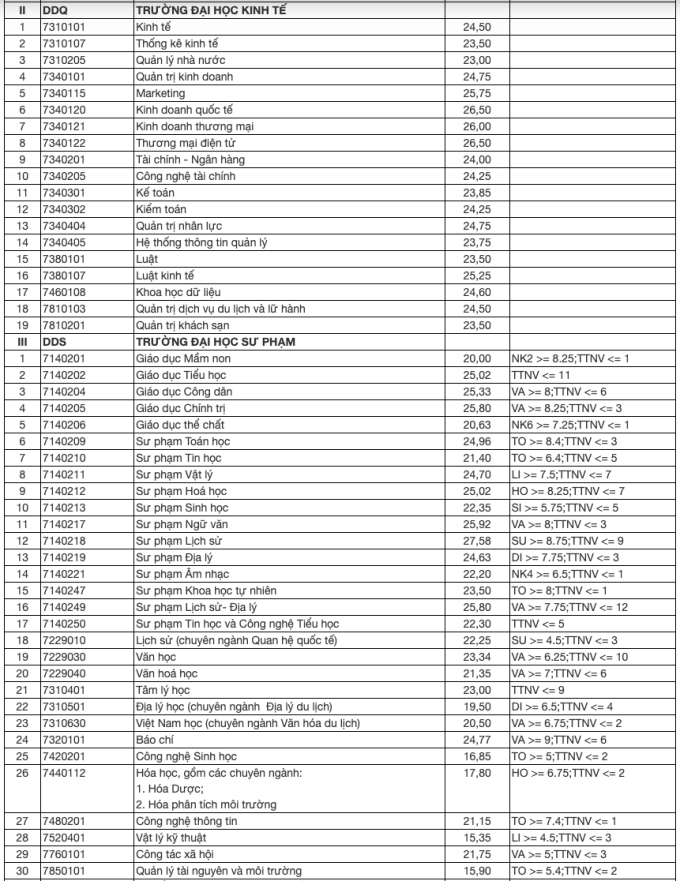 II DDQ TRƯỜNG ĐẠI HỌC KINH TẾ
1 7310101 Kinh tế 24,50
2 7310107 Thống kê kinh tế 23,50
3 7310205 Quản lý nhà nước 23,00
4 7340101 Quản trị kinh doanh 24,75
5 7340115 Marketing 25,75
6 7340120 Kinh doanh quốc tế 26,50
7 7340121 Kinh doanh thương mại 26,00
8 7340122 Thương mại điện tử 26,50
9 7340201 Tài chính - Ngân hàng 24,00
10 7340205 Công nghệ tài chính 24,25
11 7340301 Kế toán 23,85
12 7340302 Kiểm toán 24,25
13 7340404 Quản trị nhân lực 24,75
14 7340405 Hệ thống thông tin quản lý 23,75
15 7380101 Luật 23,50
16 7380107 Luật kinh tế 25,25
17 7460108 Khoa học dữ liệu 24,60
18 7810103 Quản trị dịch vụ du lịch và lữ hành 24,50
19 7810201 Quản trị khách sạn 23,50
III DDS TRƯỜNG ĐẠI HỌC SƯ PHẠM
1 7140201 Giáo dục Mầm non 20,00 NK2 >= 8.25;TTNV <= 1
2 7140202 Giáo dục Tiểu học 25,02 TTNV <= 11
3 7140204 Giáo dục Công dân 25,33 VA >= 8;TTNV <= 6
4 7140205 Giáo dục Chính trị 25,80 VA >= 8.25;TTNV <= 3
5 7140206 Giáo dục thể chất 20,63 NK6 >= 7.25;TTNV <= 1
6 7140209 Sư phạm Toán học 24,96 TO >= 8.4;TTNV <= 3
7 7140210 Sư phạm Tin học 21,40 TO >= 6.4;TTNV <= 5
8 7140211 Sư phạm Vật lý 24,70 LI >= 7.5;TTNV <= 7
9 7140212 Sư phạm Hoá học 25,02 HO >= 8.25;TTNV <= 7
10 7140213 Sư phạm Sinh học 22,35 SI >= 5.75;TTNV <= 5
11 7140217 Sư phạm Ngữ văn 25,92 VA >= 8;TTNV <= 3
12 7140218 Sư phạm Lịch sử 27,58 SU >= 8.75;TTNV <= 9
13 7140219 Sư phạm Địa lý 24,63 DI >= 7.75;TTNV <= 3
14 7140221 Sư phạm Âm nhạc 22,20 NK4 >= 6.5;TTNV <= 1
15 7140247 Sư phạm Khoa học tự nhiên 23,50 TO >= 8;TTNV <= 1
16 7140249 Sư phạm Lịch sử- Địa lý 25,80 VA >= 7.75;TTNV <= 12
17 7140250 Sư phạm Tin học và Công nghệ Tiểu học 22,30 TTNV <= 5
18 7229010 Lịch sử (chuyên ngành Quan hệ quốc tế) 22,25 SU >= 4.5;TTNV <= 3
19 7229030 Văn học 23,34 VA >= 6.25;TTNV <= 10
20 7229040 Văn hoá học 21,35 VA >= 7;TTNV <= 6
21 7310401 Tâm lý học 23,00 TTNV <= 9
22 7310501 Địa lý học (chuyên ngành Địa lý du lịch) 19,50 DI >= 6.5;TTNV <= 4
23 7310630 Việt Nam học (chuyên ngành Văn hóa du lịch) 20,50 VA >= 6.75;TTNV <= 2
24 7320101 Báo chí 24,77 VA >= 9;TTNV <= 6
25 7420201 Công nghệ Sinh học 16,85 TO >= 5;TTNV <= 2
26 7440112 Hóa học, gồm các chuyên ngành: 17,80 HO >= 6.75;TTNV <= 2
1. Hóa Dược;
2. Hóa phân tích môi trường
27 7480201 Công nghệ thông tin 21,15 TO >= 7.4;TTNV <= 1
28 7520401 Vật lý kỹ thuật 15,35 LI >= 4.5;TTNV <= 3
29 7760101 Công tác xã hội 21,75 VA >= 5;TTNV <= 3
30 7850101 Quản lý tài nguyên và môi trường 15,90 TO >= 5.4;TTNV <= 2